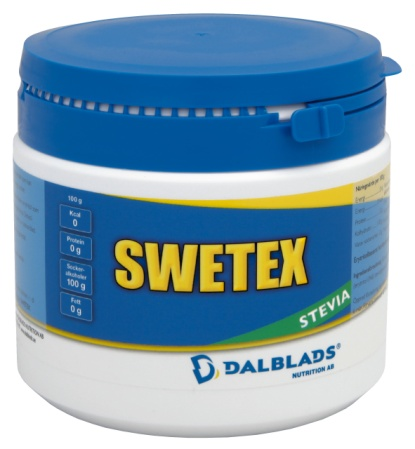 100 g
Kcal
0
Protein
0 g
Socker-
alkoholer
100 g
Fett
0 g
SWETEX
STEVIA
DALBLADS®
NUTRITION AB